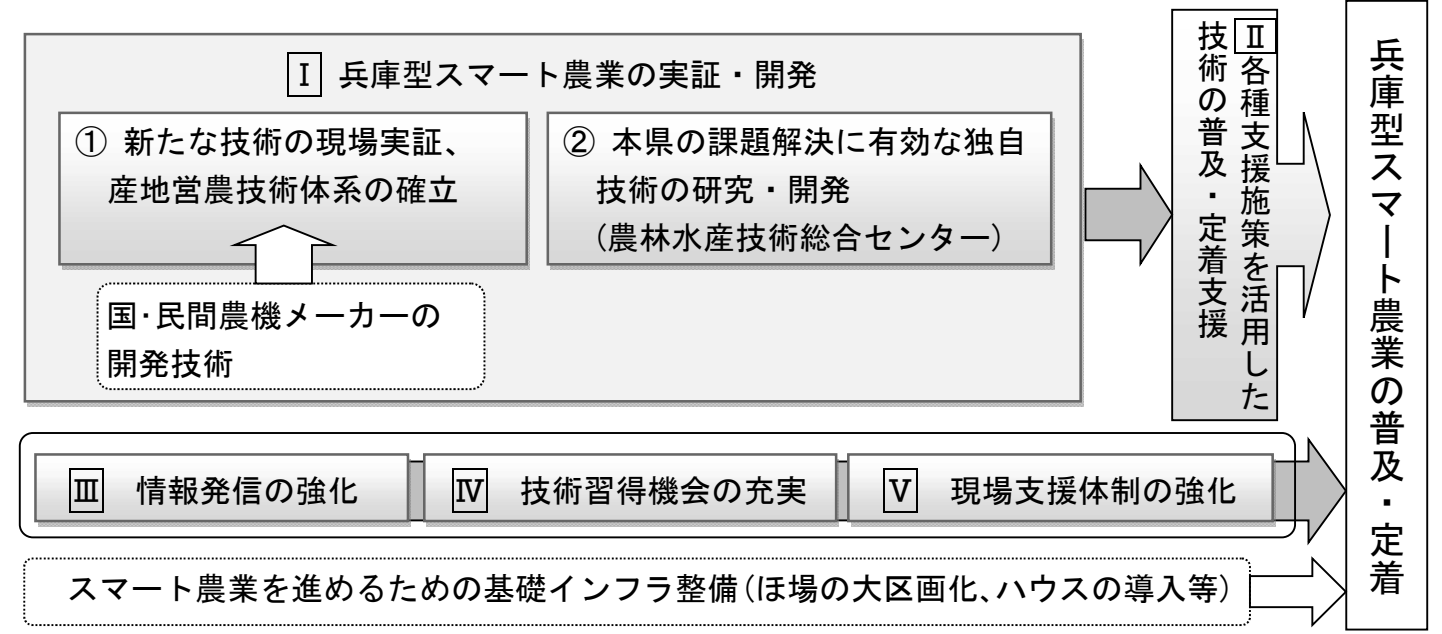 Ⅰ 兵庫型スマート農業の実証・開発
① 新たな技術の現場実証、
産地営農技術体系の確立
② 本県の課題解決に有効な独自
技術の研究・開発
(農林水産技術総合センター)
国・民間農機メーカーの
開発技術
Ⅱ各種支援施策を活用した
技術の普及・定着支援
Ⅲ 情報発信の強化
Ⅳ 技術習得機会の充実
Ⅴ 現場支援体制の強化
スマート農業を進めるための基礎インフラ整備(ほ場の大区画化、ハウスの導入等)
兵庫型スマート農業の普及・定着